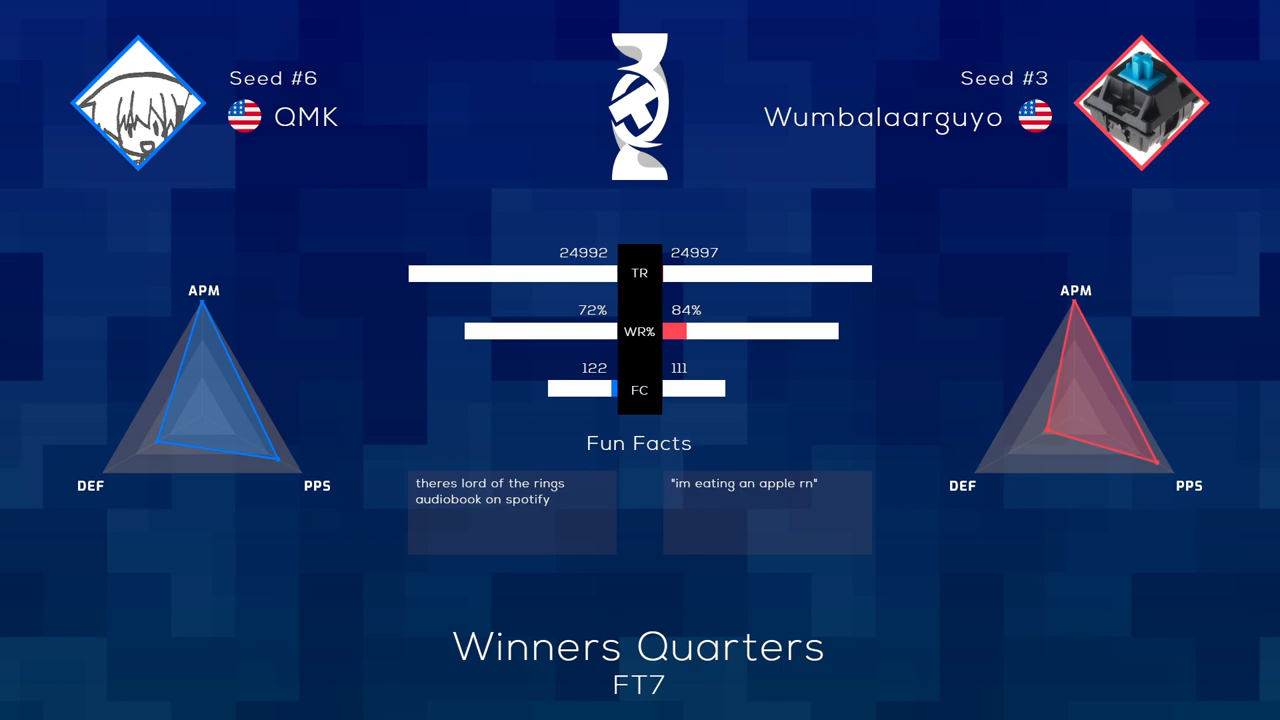 Seed #6
QMK
Seed #3
Wumbalaarguyo
24992
TR
24997
72%
WR%
84%
122
FC
111
APM
DEF
PPS
APM
DEF
PPS
Fun Facts
theres lord of the rings
audiobook on spotify
"im eating an apple rn"
Winners Quarters
FT7